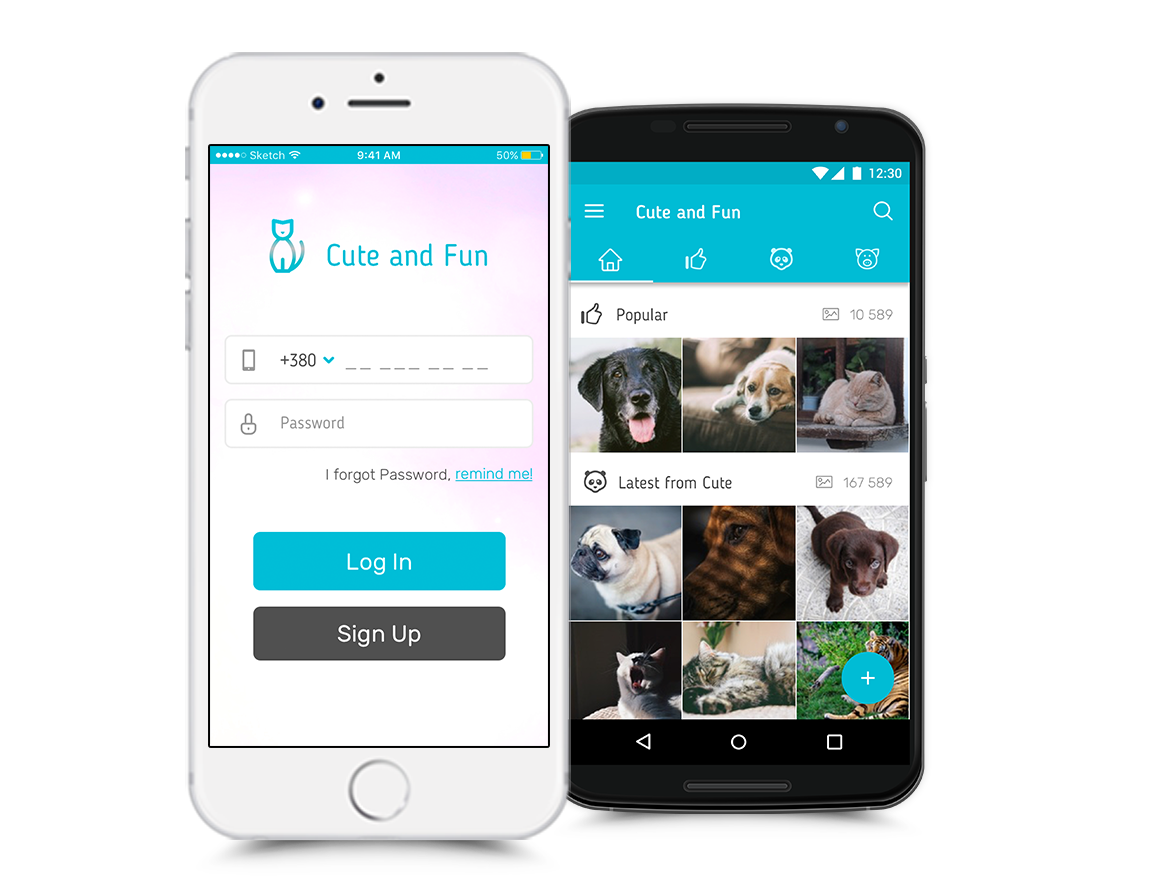 Sketch 9:41 AM 50%
Cute and Fun
+380 __ ___ __ __
Password
I forgot Password, remind me!
Log In
Sign Up
12:30
Cute and Fun
Popular 10 589
Latest from Cute 167 589
+